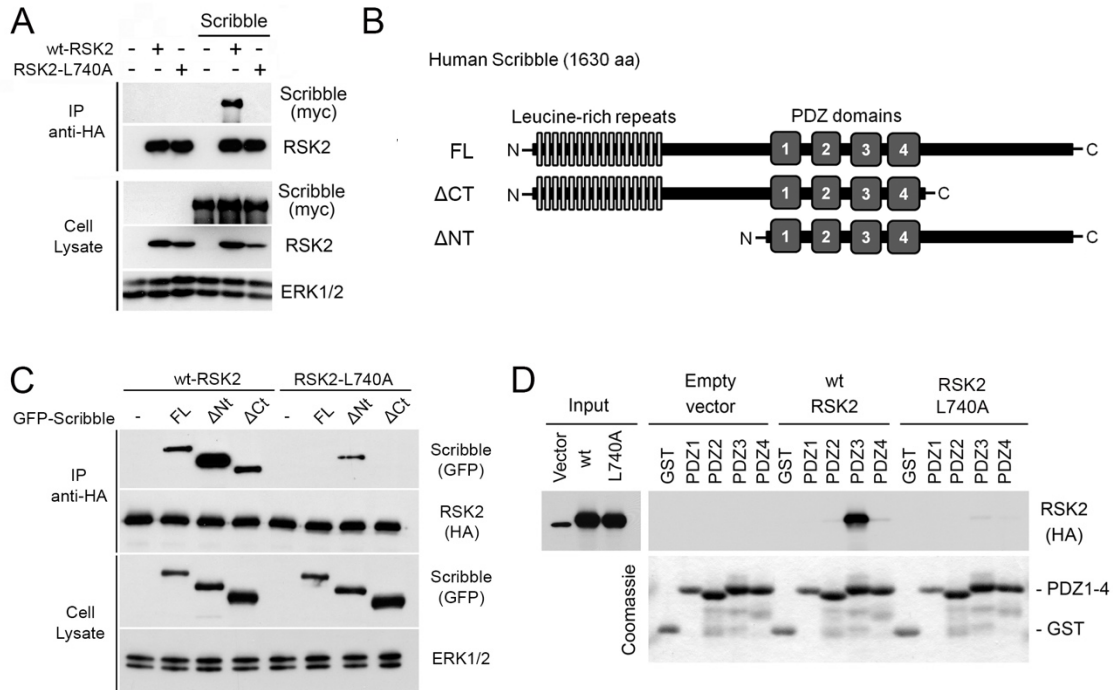 A
Scribble
wt-RSK2 - + - - + -
RSK2-L740A - - + - - +
IP
anti-HA
Scribble
(myc)
RSK2
Cell
Lysate
Scribble
(myc)
RSK2
ERK1/2
B
Human Scribble (1630 aa)
Leucine-rich repeats
PDZ domains
FL N 1 2 3 4 C
ΔCT N 1 2 3 4 C
ΔNT N 1 2 3 4 C
C
wt-RSK2 RSK2-L740A
GFP-Scribble - FL ΔNt ΔCt - FL ΔNt ΔCt
IP
anti-HA
Scribble
(GFP)
RSK2
(HA)
Cell
Lysate
Scribble
(GFP)
ERK1/2
D
Input
Empty
vector
wt
RSK2
RSK2
L740A
Vector wt L740A
GST PDZ1 PDZ2 PDZ3 PDZ4 GST PDZ1 PDZ2 PDZ3 PDZ4 GST PDZ1 PDZ2 PDZ3 PDZ4
RSK2
(HA)
Coomassie
- PDZ1-4
- GST